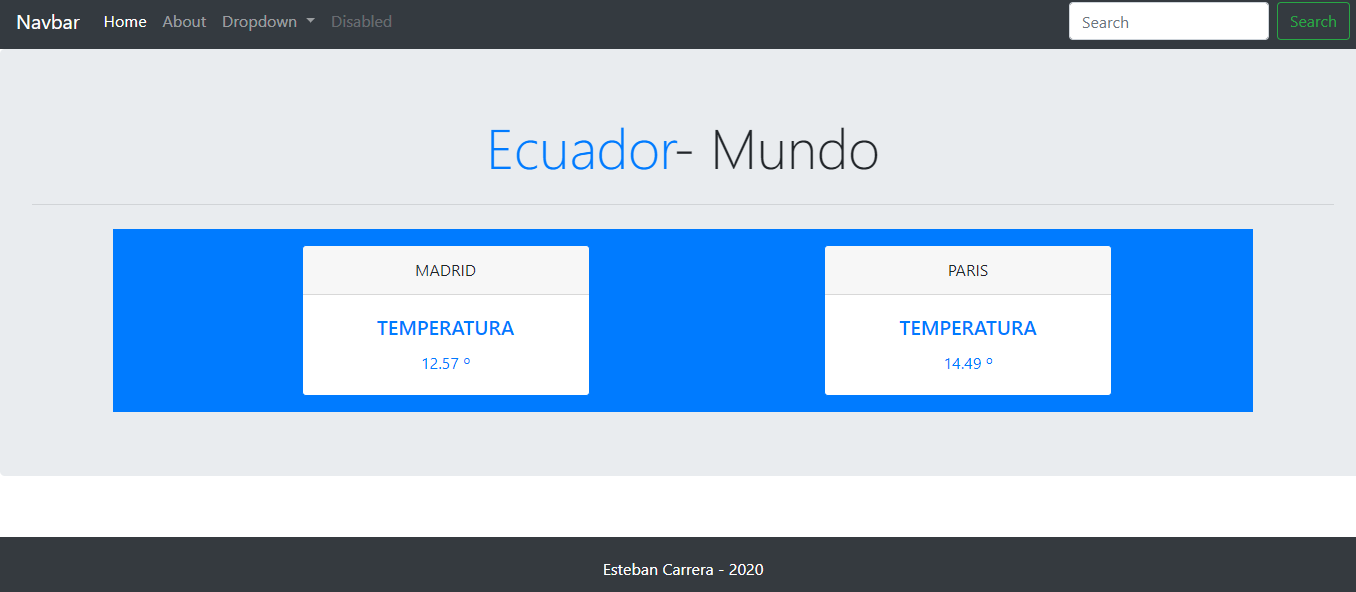 Navbar Home About Dropdown Disabled Search Search
Ecuador- Mundo
MADRID
TEMPERATURA
12.57 º
PARIS
TEMPERATURA
14.49 º
Esteban Carrera - 2020